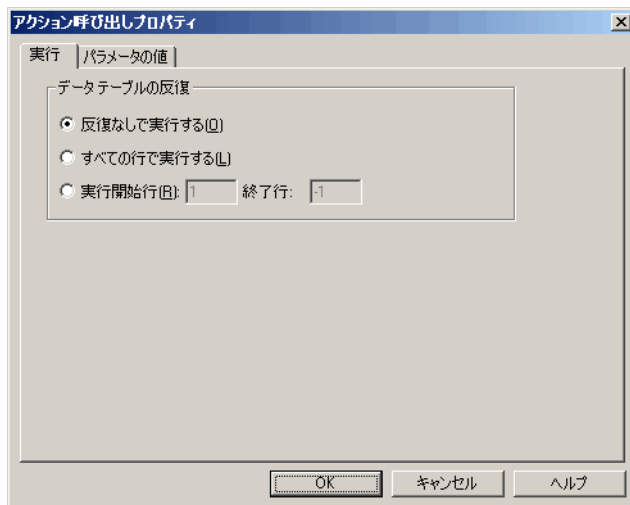 アクション呼び出しプロパティ
実行 パラメータの値
データ テーブルの反復
反復なしで実行する(O)
すべての行で実行する(L)
実行開始行(R): 1 終了行: -1
OK キャンセル ヘルプ